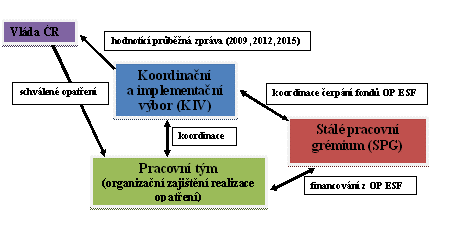 Vláda ČR
hodnotící průběžná zpráva (2009, 2012, 2015)
Koordinační
a implementační
výbor (KIV)
schválené opatření
koordinace čerpání fondů OP ESF
koordinace
Stálé pracovní
grémium (SPG)
Pracovní tým
(organizační zajištění realizace
opatření)
financování z OP ESF